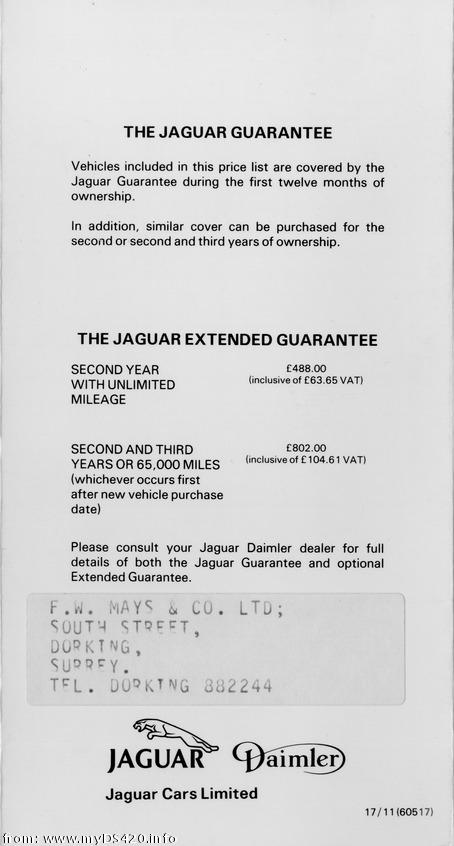 THE JAGUAR GUARANTEE
Vehicles included in this price list are covered by the
Jaguar Guarantee during the first twelve months of
ownership.
In addition, similar cover can be purchased for the
second or second and third years of ownership.
THE JAGUAR EXTENDED GUARANTEE
SECOND YEAR
WITH UNLIMITED
MILEAGE
£488.00
(inclusive of £63.65 VAT)
SECOND AND THIRD
YEARS OR 65,000 MILES
(whichever occurs first
after new vehicle purchase
date)
£802.00
(inclusive of £104.61 VAT)
Please consult your Jaguar Daimler dealer for full
details of both the Jaguar Guarantee and optional
Extended Guarantee.
F.W. MAYS & CO. LTD;
SOUTH STREET,
DORKING,
SURREY.
TEL. DORKING 882244
JAGUAR Daimler
Jaguar Cars Limited
17/11(60517)
from: www.myDS420.info